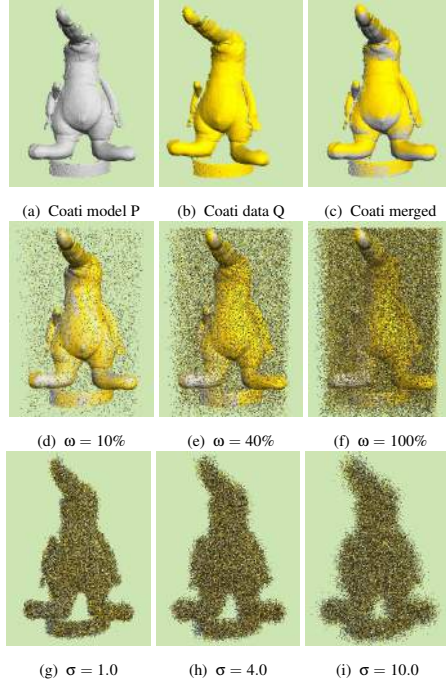 (a) Coati model P
(b) Coati data Q
(c) Coati merged
(d) ω = 10%
(e) ω = 40%
(f) ω = 100%
(g) σ = 1.0
(h) σ = 4.0
(i) σ = 10.0